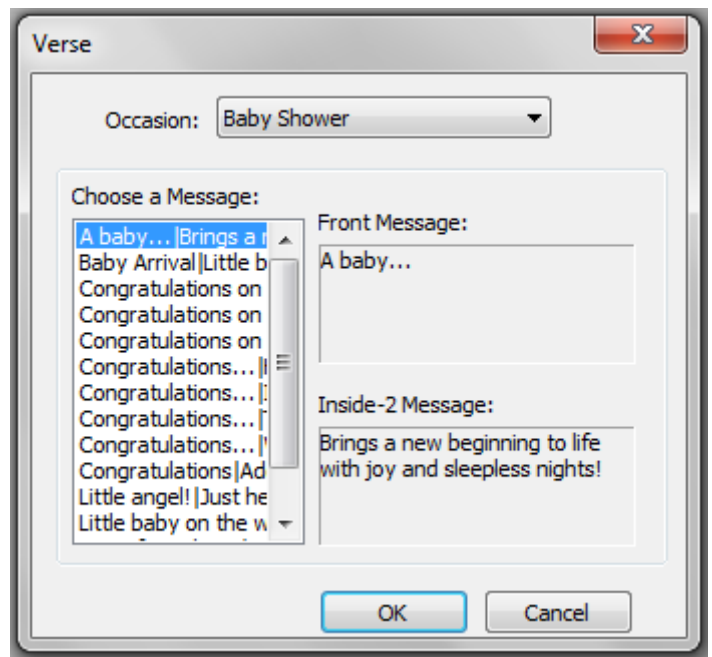 Verse
Occasion: Baby Shower
Choose a Message:
A baby...|Brings a
Baby Arrival|Little b
Congratulations on
Congratulations on
Congratulations on
Congratulations...|
Congratulations...|
Congratulations...|
Congratulations...|
Congratulations|Ad
Little angel!|Just he
Little baby on the w
Front Message:
A baby...
Inside-2 Message:
Brings a new beginning to life
with joy and sleepless nights!
OK Cancel